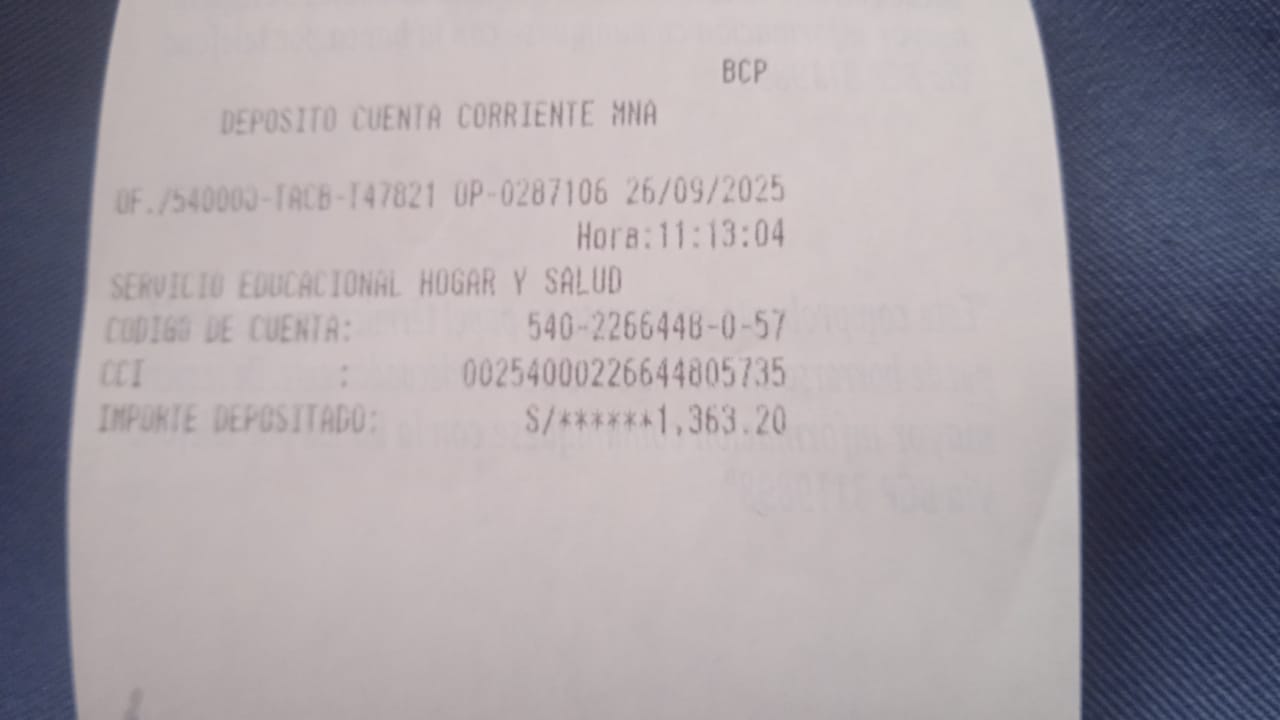 BCP
DEPOSITO CUENTA CORRIENTE MNA
OF./540000-TACB-T47821 OP-0287106 26/09/2025
Hora:11:13:04
SERVICIO EDUCACIONAL HOGAR Y SALUD
CODIGO DE CUENTA: 540-2266448-0-57
CCI : 00254000226644805735
IMPORTE DEPOSITADO: S/******1,363.20